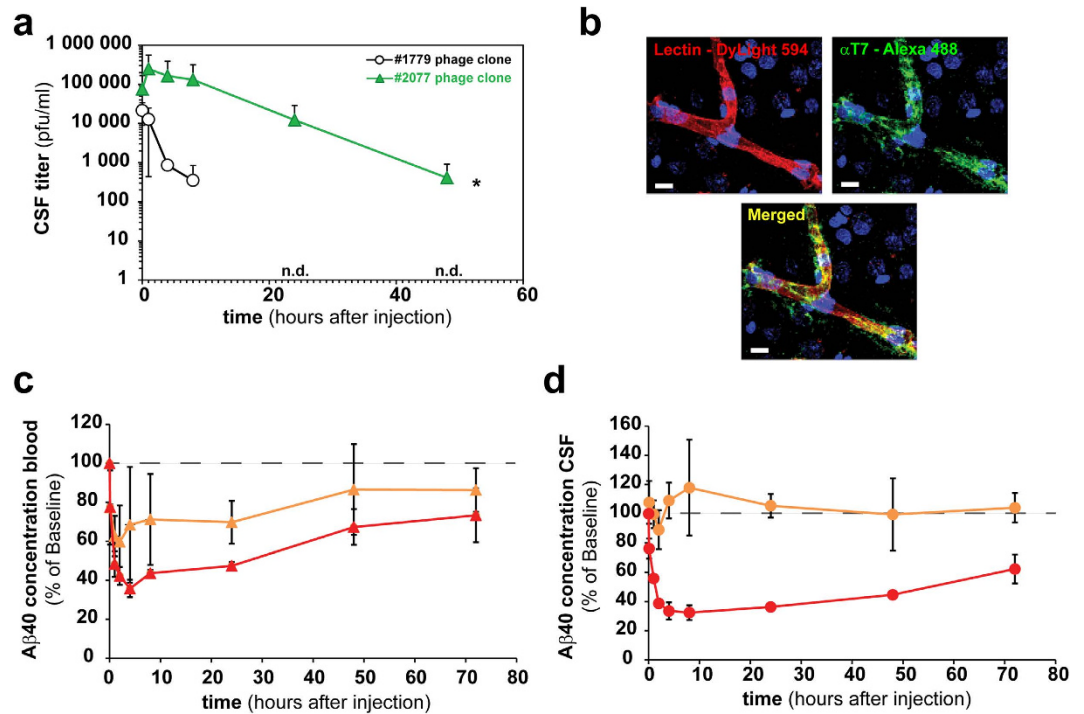 a
1 000 000
100 000
10 000
1 000
100
10
1
CSF titer (pfu/ml)
#1779 phage clone
#2077 phage clone
*
n.d. n.d.
0 20 40 60
time (hours after injection)
b
Lectin - DyLight 594
αT7 - Alexa 488
Merged
c
120
100
80
60
40
20
0
Aβ40 concentration blood
(% of Baseline)
0 10 20 30 40 50 60 70 80
time (hours after injection)
d
160
140
120
100
80
60
40
20
0
Aβ40 concentration CSF
(% of Baseline)
0 10 20 30 40 50 60 70 80
time (hours after injection)